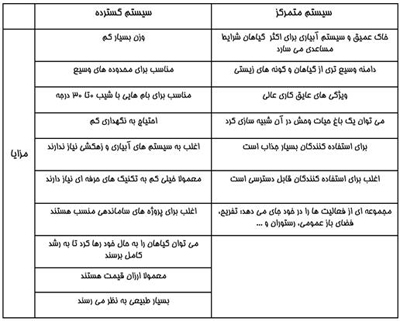 سیستم متمرکز
سیستم گسترده
خاک عمیق و سیستم آبیاری برای اکثر گیاهان شرایط
مساعدی می سازد
وزن بسیار کم
دامنه وسیع تری از گیاهان و گونه های زیستی
مناسب برای محدوده های وسیع
ویژگی های عایق کاری عالی
مناسب برای بام هایی با شیب ۰ تا ۳۰ درجه
می توان یک باغ حیات وحش در آن شبیه سازی کرد
احتیاج به نگهداری کم
برای استفاده کنندگان بسیار جذاب است
اغلب به سیستم های آبیاری و زهکشی نیاز ندارند
اغلب برای استفاده کنندگان قابل دسترسی است
معمولا خیلی کم به تکنیک های حرفه ای نیاز دارند
مجموعه ای از فعالیت ها را در خود جای می دهد: تفریح،
فضای باز عمومی، رستوران و ...
اغلب برای پروژه های ساماندهی منسب هستند
می توان گیاهان را به حال خود رها کرد تا به رشد
کامل برسند
معمولا ارزان قیمت هستند
بسیار طبیعی به نظر می رسند
مزایا